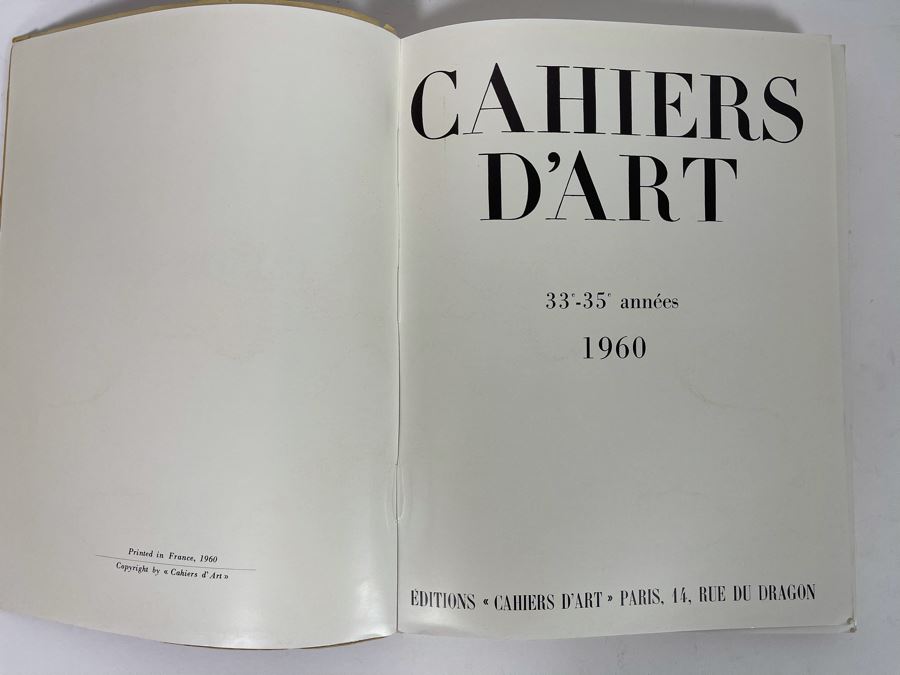 Printed in France, 1960
Copyright by « Cahiers d'Art »
CAHIERS
D'ART
33e-35e années
1960
ÉDITIONS « CAHIERS D'ART » PARIS, 14, RUE DU DRAGON